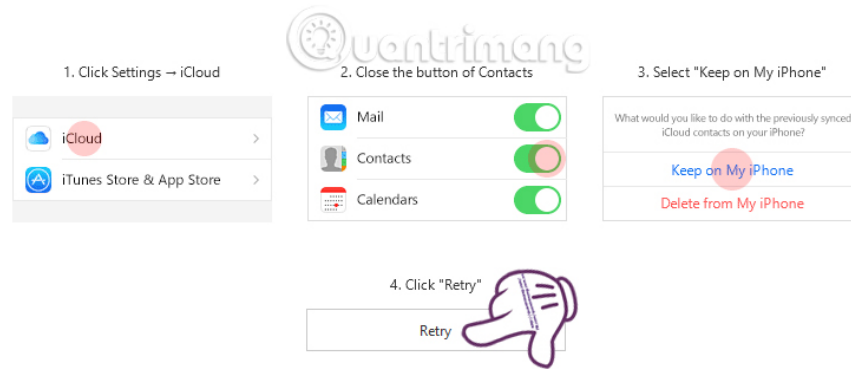 Quantrimang
1. Click Settings → iCloud
2. Close the button of Contacts
3. Select "Keep on My iPhone"
iCloud
iTunes Store & App Store
Mail
Contacts
Calendars
What would you like to do with the previously synced
iCloud contacts on your iPhone?
Keep on My iPhone
Delete from My iPhone
4. Click "Retry"
Retry